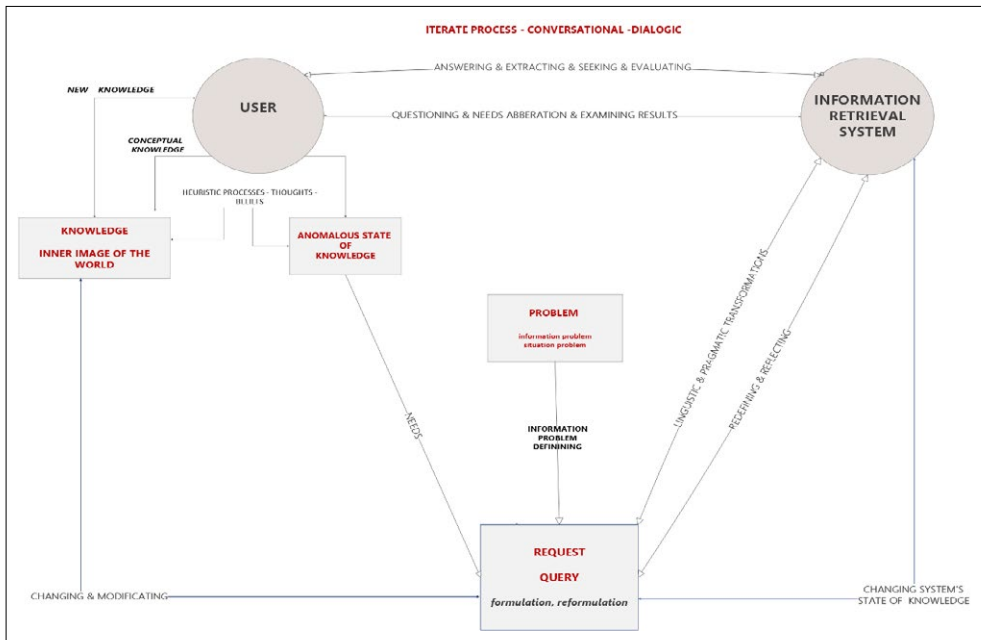 ITERATE PROCESS - CONVERSATIONAL -DIALOGIC
ANSWERING & EXTRACTING & SEEKING & EVALUATING
USER
INFORMATION
RETRIEVAL
SYSTEM
NEW KNOWLEDGE
QUESTIONING & NEEDS ABBERATION & EXAMINING RESULTS
CONCEPTUAL
KNOWLEDGE
HEURISTIC PROCESSES - THOUGHTS -
KNOWLEDGE
INNER IMAGE OF THE
WORLD
ANOMALOUS STATE
OF
KNOWLEDGE
PROBLEM
information problem
situation problem
LINGUISTIC & PRAGMATIC TRANSFORMATIONS
REDEFINING & REFLECTING
NEEDS
INFORMATION
PROBLEM
DEFININING
REQUEST
QUERY
formulation, reformulation
CHANGING & MODIFICATING
CHANGING SYSTEM'S
STATE OF KNOWLEDGE